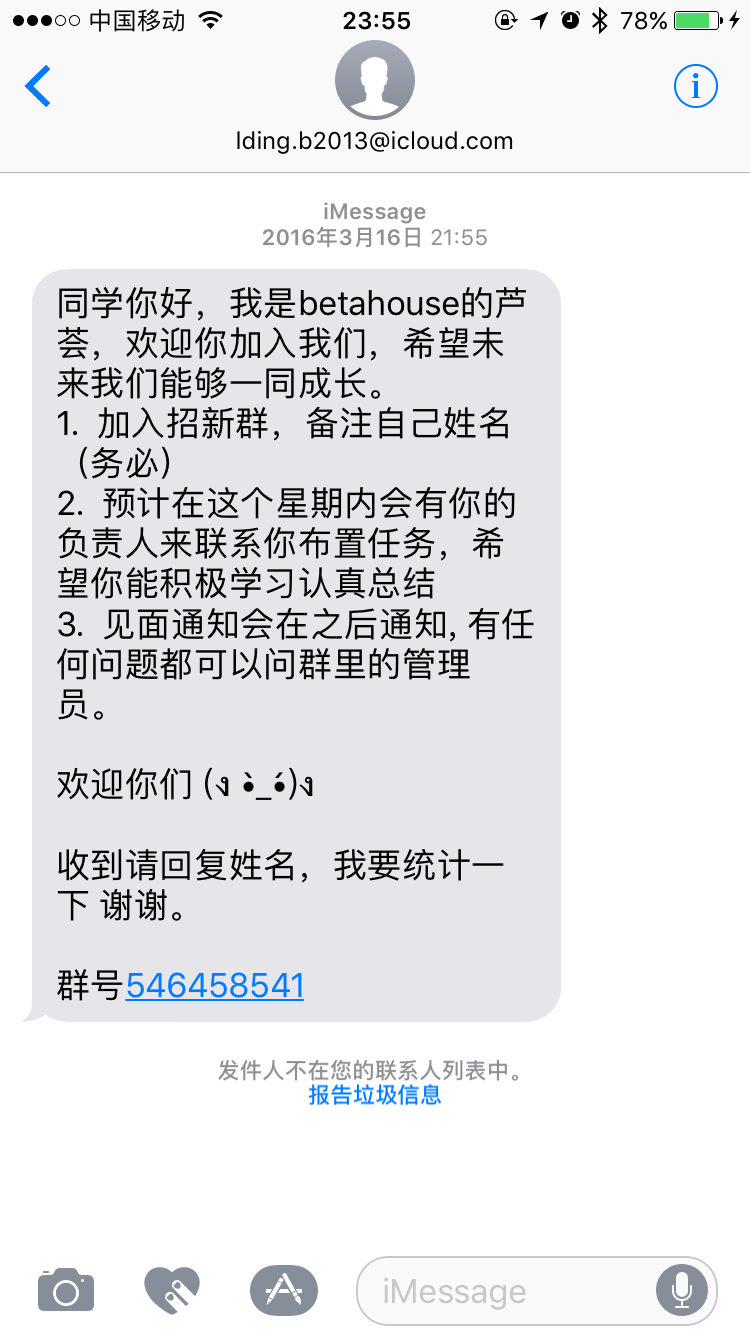 中国移动 23:55 78%
lding.b2013@icloud.com
iMessage
2016年3月16日 21:55
同学你好，我是betahouse的芦
荟，欢迎你加入我们，希望未
来我们能够一同成长。
1. 加入招新群，备注自己姓名
（务必）
2. 预计在这个星期内会有你的
负责人来联系你布置任务，希
望你能积极学习认真总结
3. 见面通知会在之后通知, 有任
何问题都可以问群里的管理
员。
欢迎你们 (ง •̀_•́)ง
收到请回复姓名，我要统计一
下 谢谢。
群号546458541
发件人不在您的联系人列表中。
报告垃圾信息
iMessage